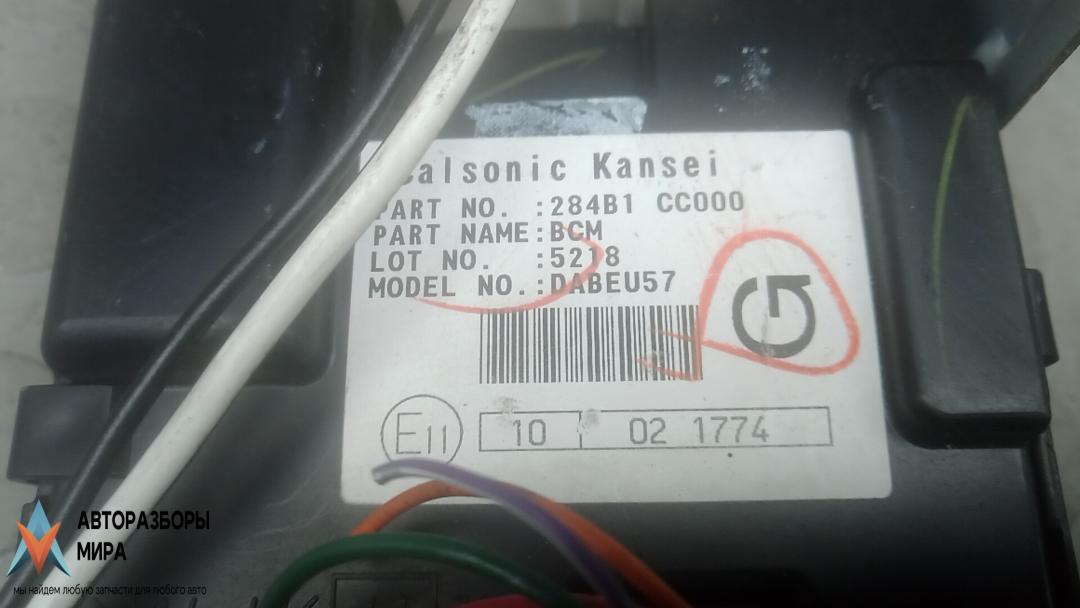 alsonic Kansei
PART NO. :284B1 CC000
PART NAME:BCM
LOT NO. :5218
MODEL NO.:DABEU57
G
E11 10 02 1774
АВТОРАЗБОРЫ
МИРА
мы найдем любую запчасти для любого авто